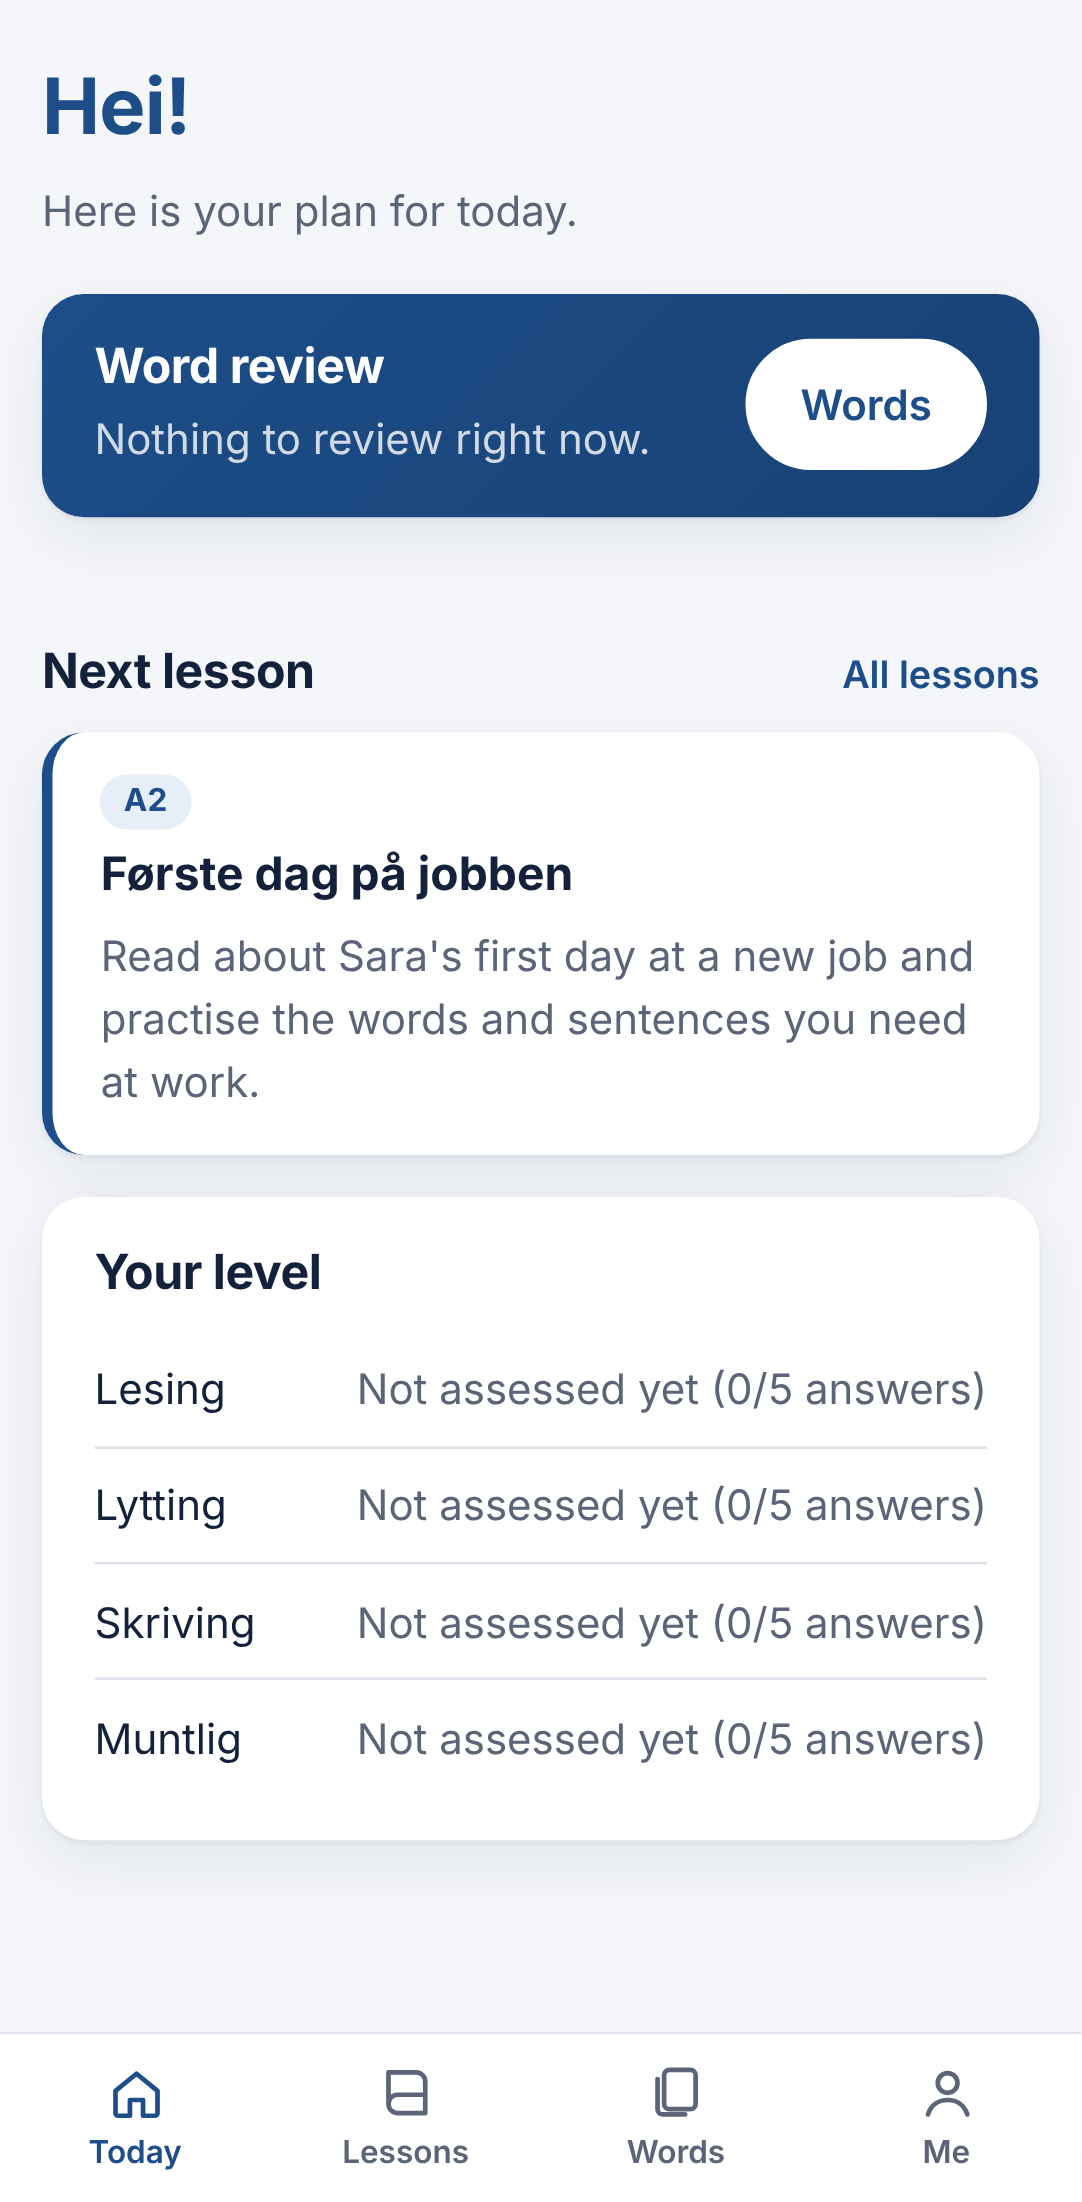 Hei!
Here is your plan for today.
Word review
Nothing to review right now.
Words
Next lesson
All lessons
A2
Første dag på jobben
Read about Sara's first day at a new job and
practise the words and sentences you need
at work.
Your level
Lesing Not assessed yet (0/5 answers)
Lytting Not assessed yet (0/5 answers)
Skriving Not assessed yet (0/5 answers)
Muntlig Not assessed yet (0/5 answers)
Today Lessons Words Me